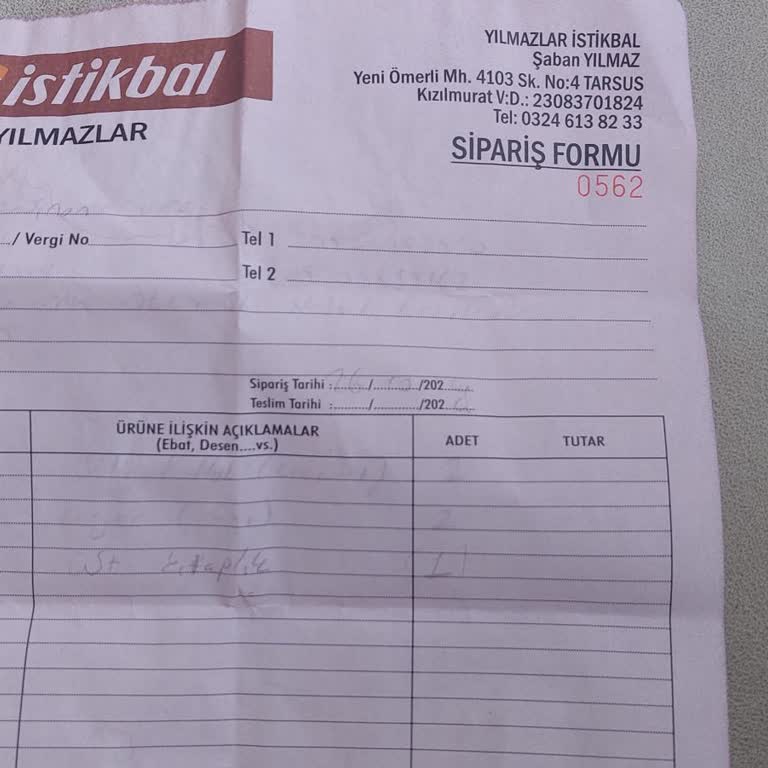 istikbal
YILMAZLAR
YILMAZLAR İSTİKBAL
Şaban YILMAZ
Yeni Ömerli Mh. 4103 Sk. No:4 TARSUS
Kızılmurat V:D.: 23083701824
Tel: 0324 613 82 33
SİPARİŞ FORMU
0562
/ Vergi No
Tel 1
Tel 2
Sipariş Tarihi :......../.........../202
Teslim Tarihi :........../.........../202
ÜRÜNE İLİŞKİN AÇIKLAMALAR
(Ebat, Desen....vs.)
ADET
TUTAR
2
kitaplık
1